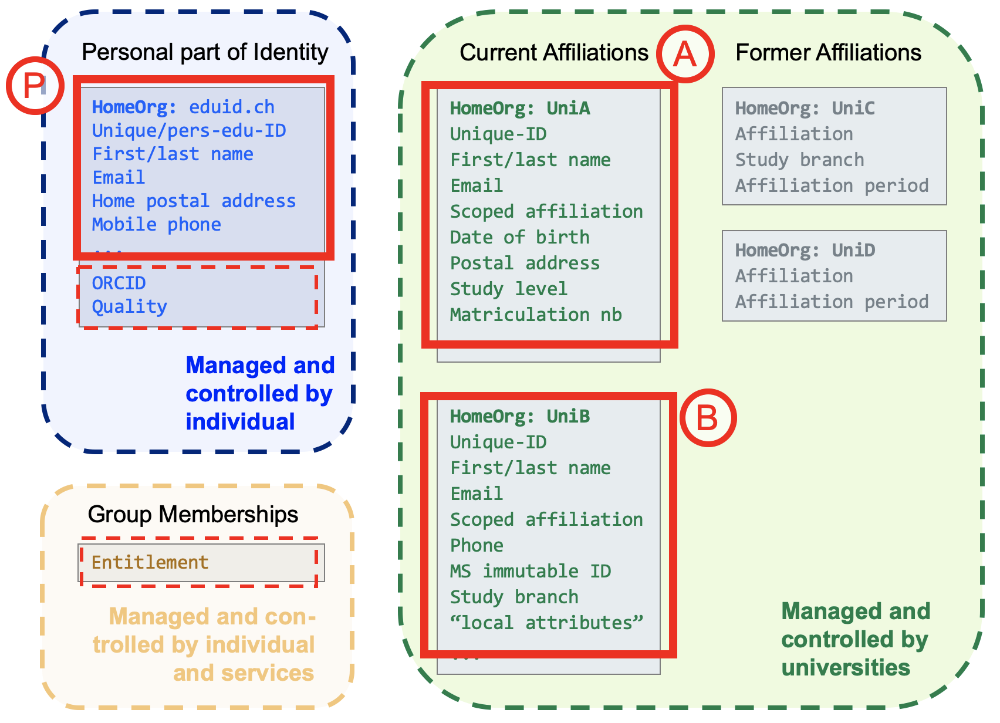 Personal part of Identity
P
HomeOrg: eduid.ch
Unique/pers-edu-ID
First/last name
Email
Home postal address
Mobile phone
...
ORCID
Quality
Managed and
controlled by
individual
Group Memberships
Entitlement
Managed and con-
trolled by individual
and services
Current Affiliations
A
HomeOrg: UniA
Unique-ID
First/last name
Email
Scoped affiliation
Date of birth
Postal address
Study level
Matriculation nb
B
HomeOrg: UniB
Unique-ID
First/last name
Email
Scoped affiliation
Phone
MS immutable ID
Study branch
“local attributes”
...
Former Affiliations
HomeOrg: UniC
Affiliation
Study branch
Affiliation period
HomeOrg: UniD
Affiliation
Affiliation period
Managed and
controlled by
universities